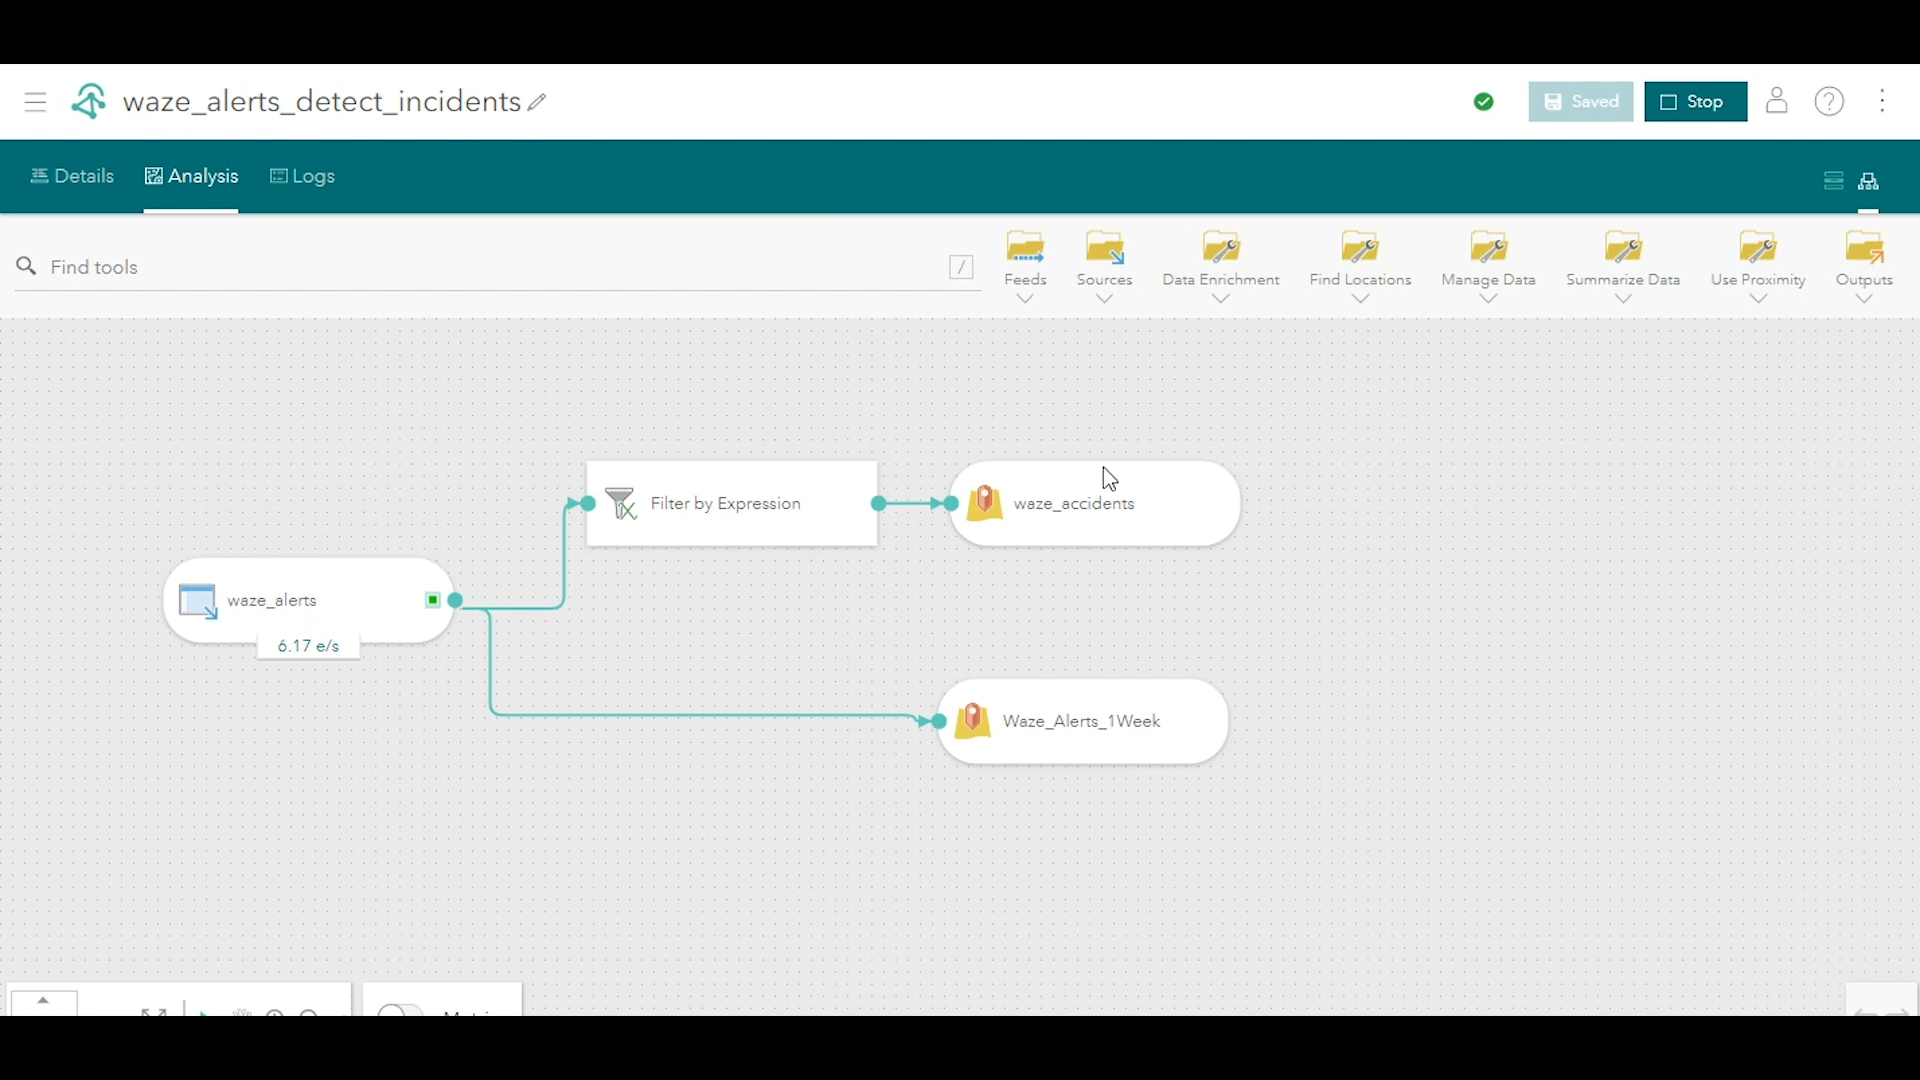 waze_alerts_detect_incidents
Saved
Stop
?
Details
Analysis
Logs
Find tools
/
Feeds
Sources
Data Enrichment
Find Locations
Manage Data
Summarize Data
Use Proximity
Outputs
Filter by Expression
waze_accidents
waze_alerts
6.17 e/s
Waze_Alerts_1Week